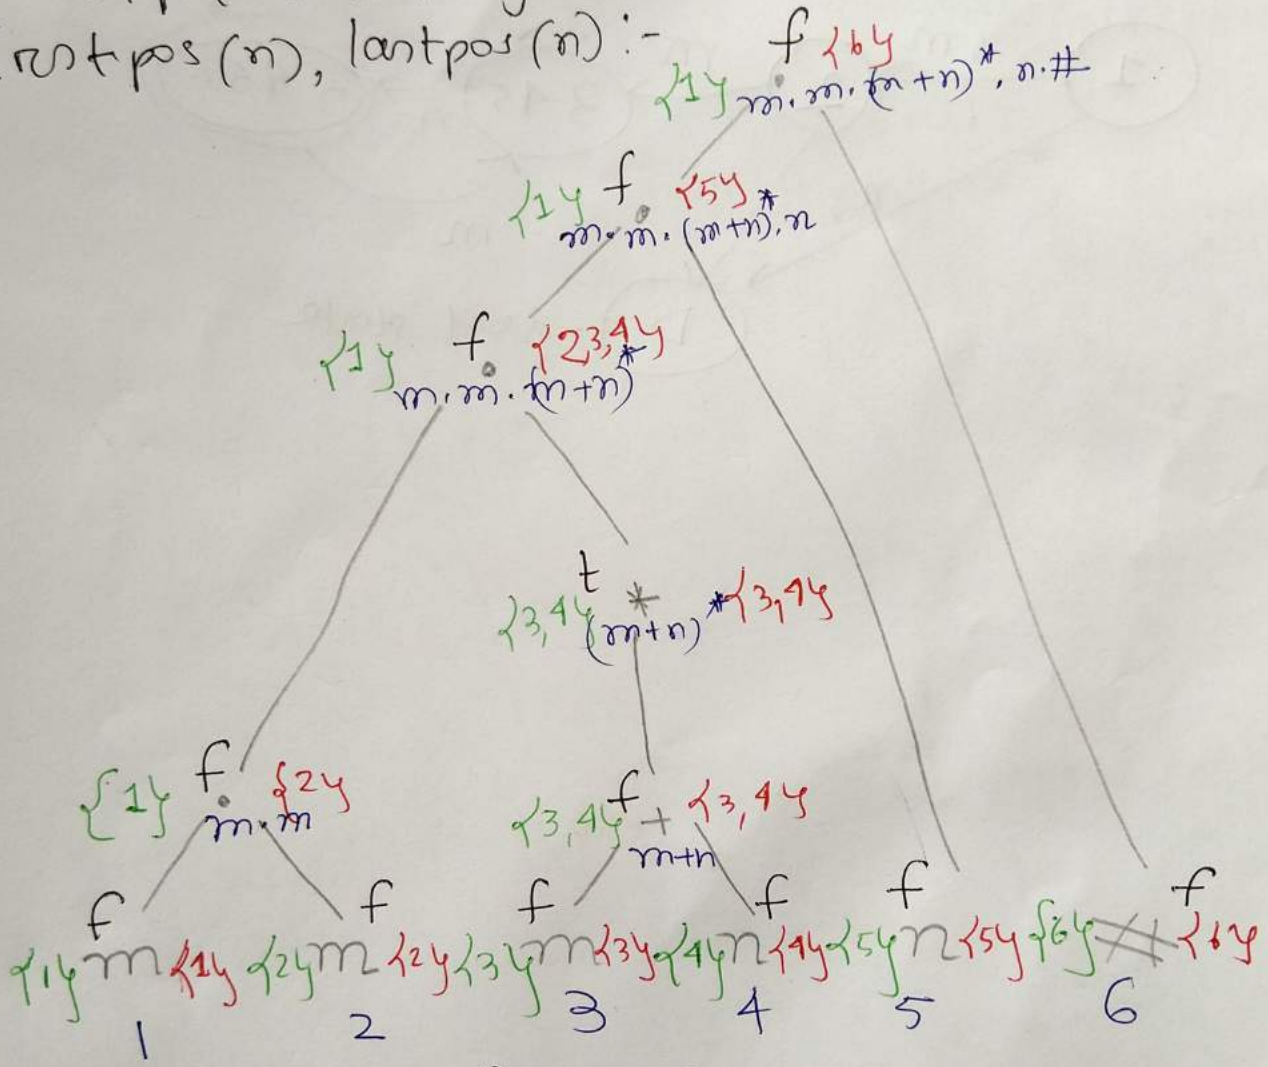 rstpos(n), lastpos(n) :-
f {6}
{1} m.m.(m+n)*.n.#
{1} f {5}
m.m.(m+n)*.n
{1} f {2,3,4}
m.m.(m+n)*
t
{3,4} * {3,4}
(m+n)*
{1} f {2}
m.m
{3,4} f + {3,4}
m+n
f f f f f f
{1} m {1} {2} m {2} {3} m {3} {4} n {4} {5} n {5} {6} # {6}
1 2 3 4 5 6